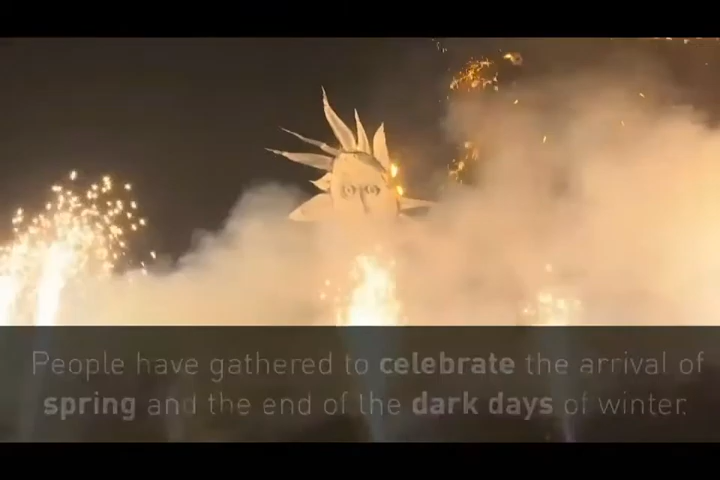 People have gathered to celebrate the arrival of
spring and the end of the dark days of winter.